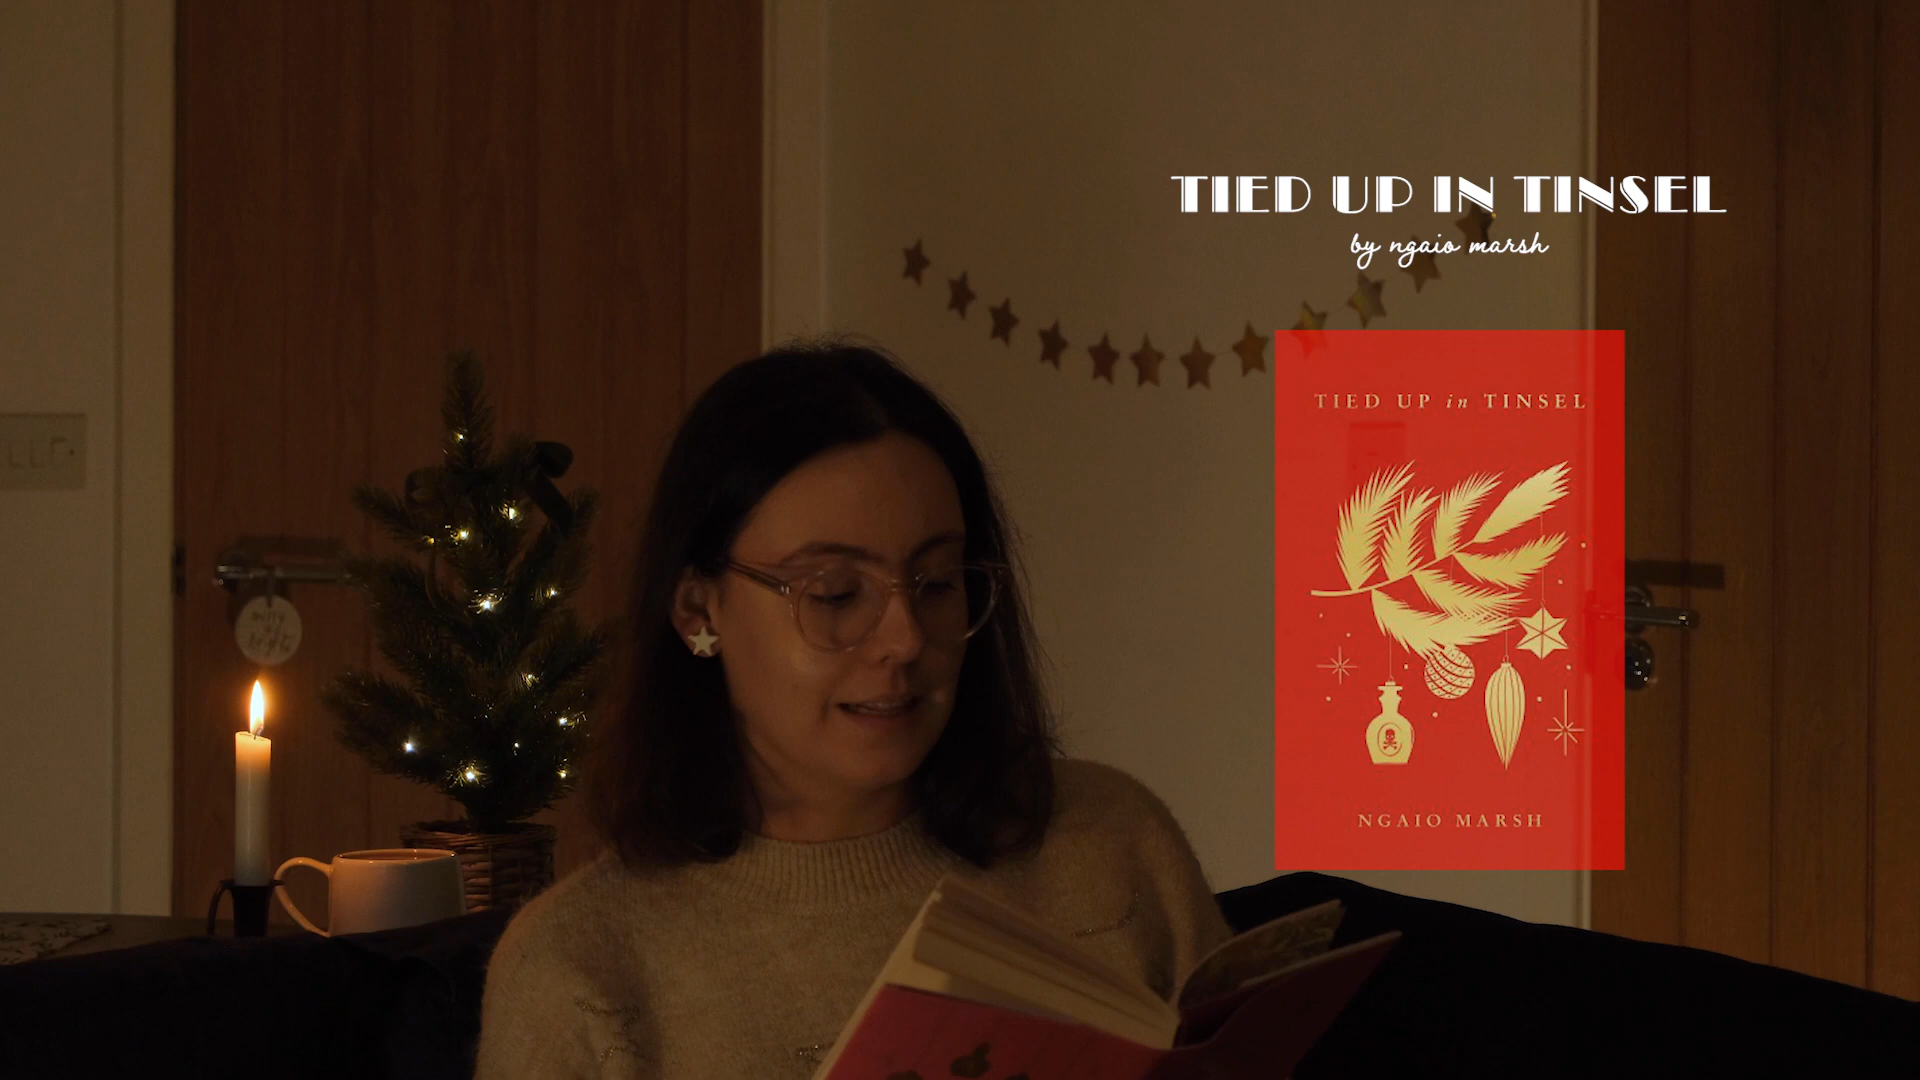 TIED UP IN TINSEL
by ngaio marsh
TIED UP in TINSEL
NGAIO MARSH